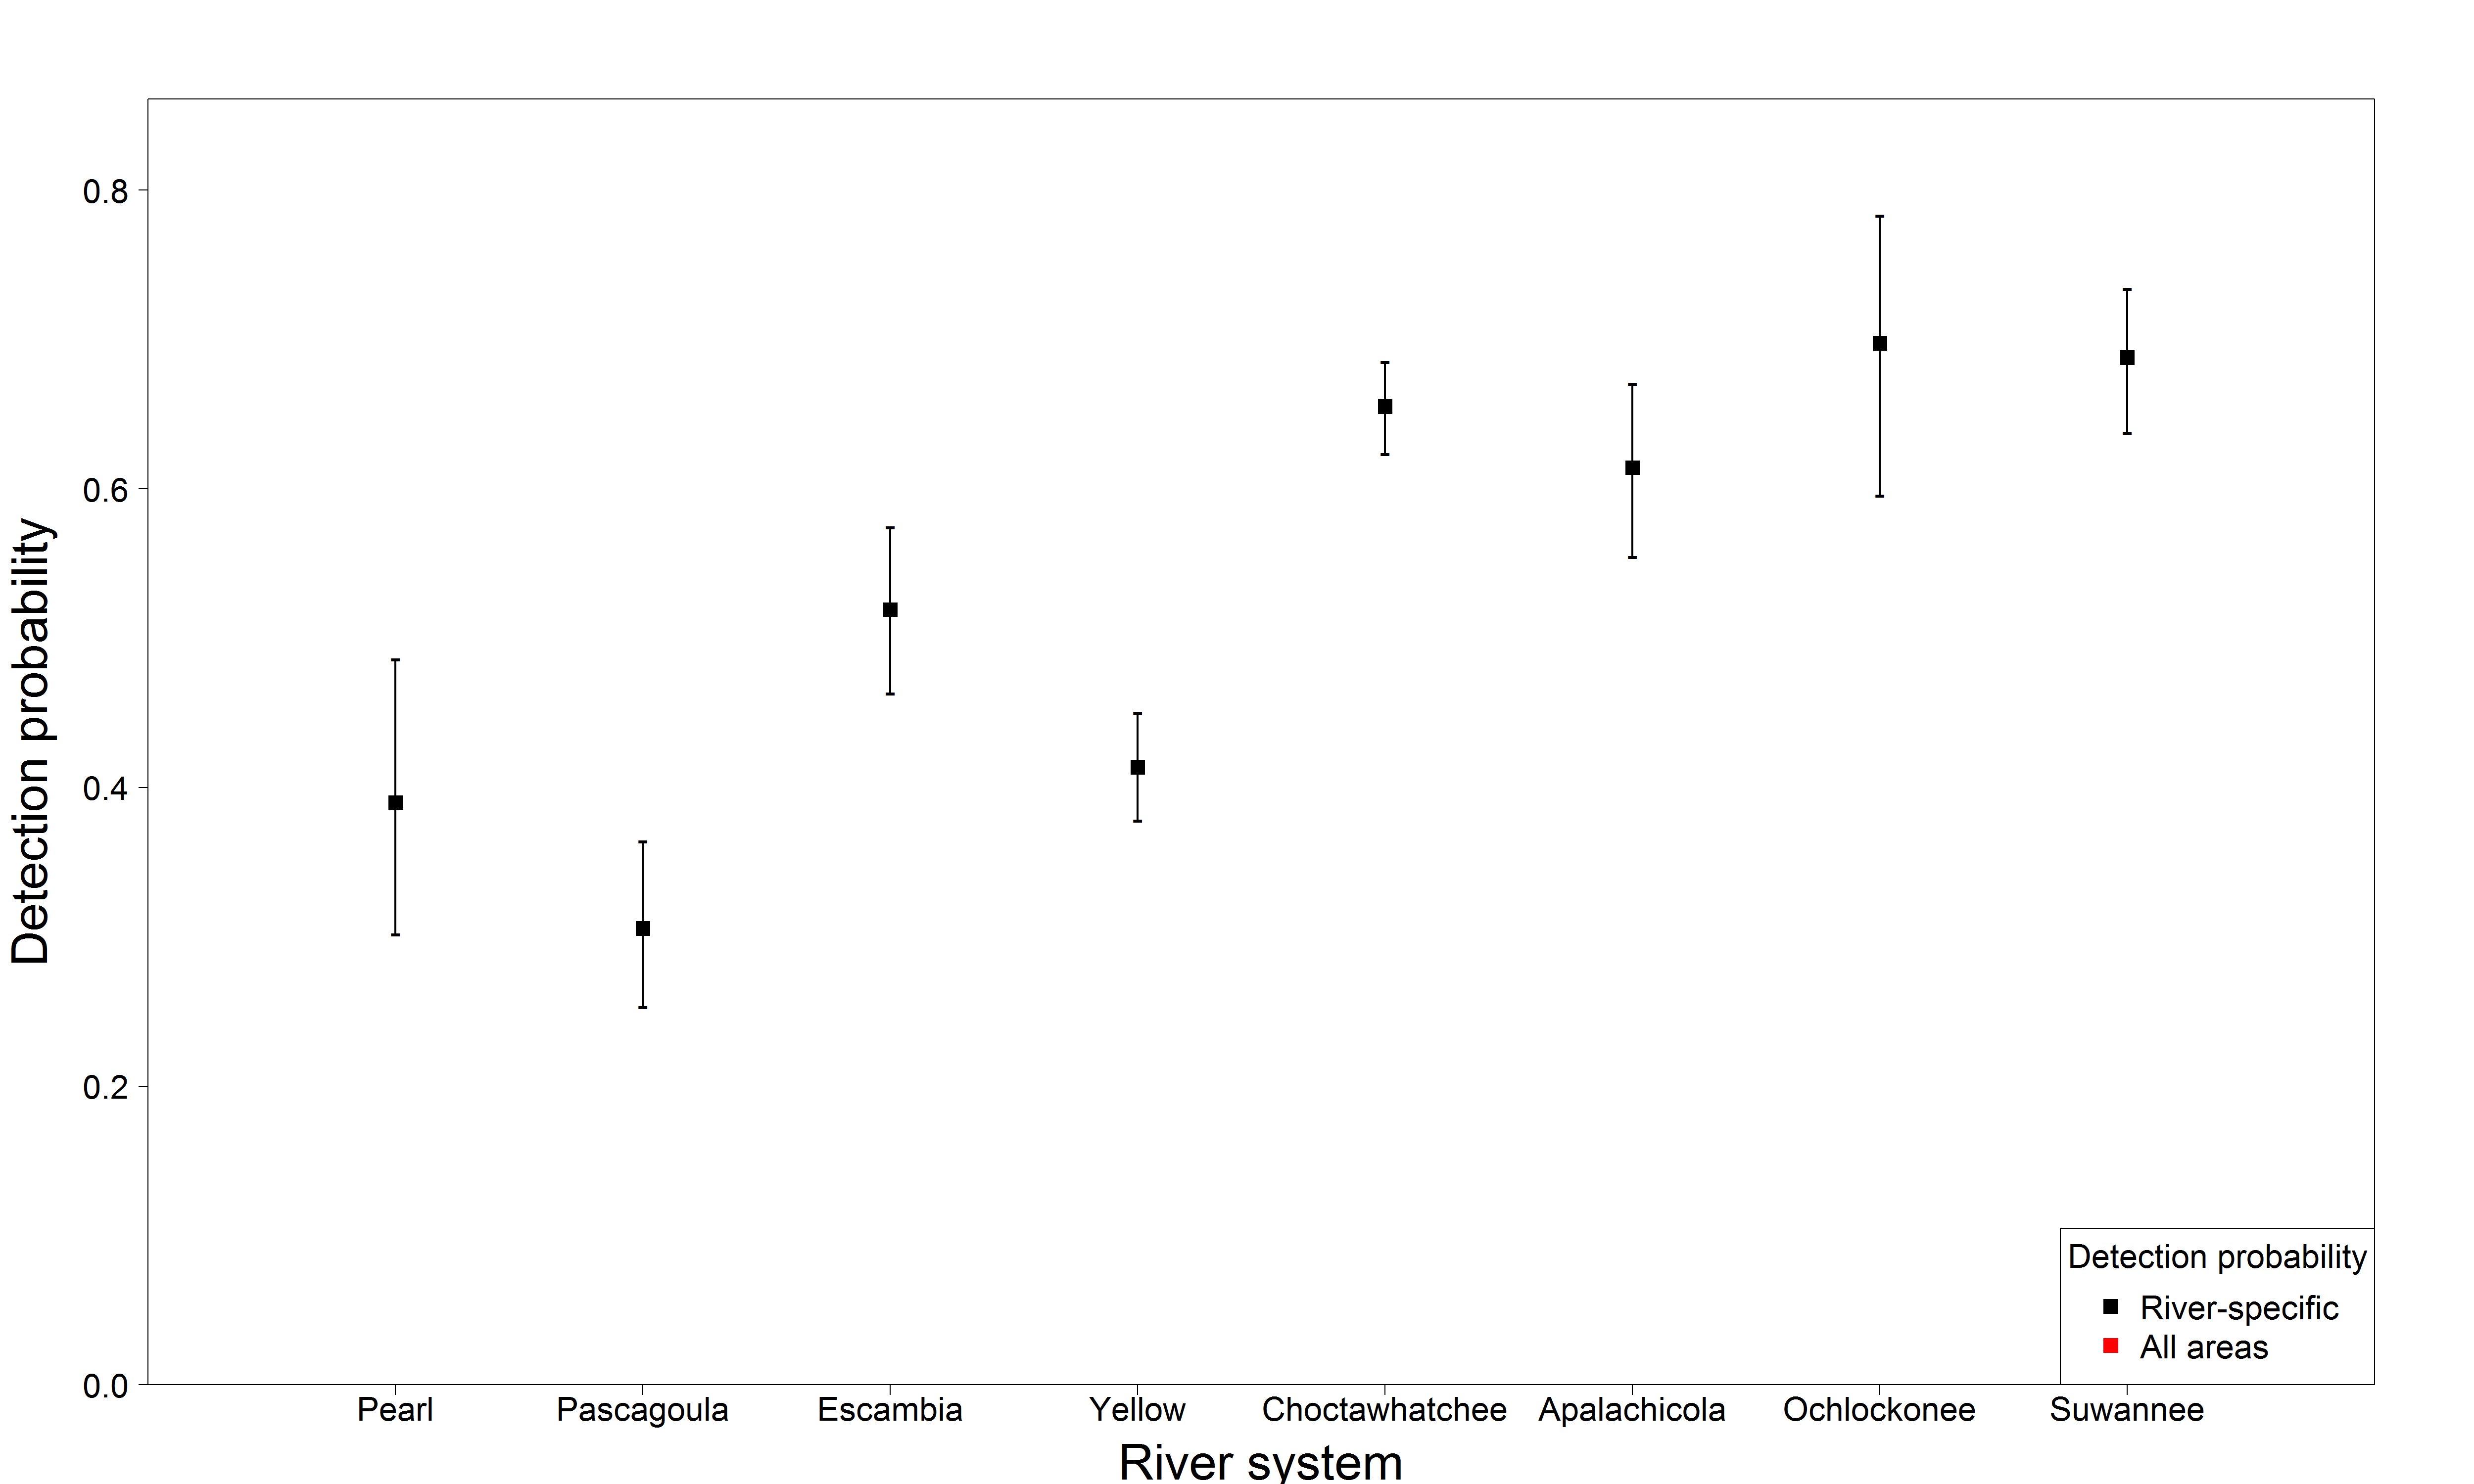 Detection probability
0.8
0.6
0.4
0.2
0.0
Pearl Pascagoula Escambia Yellow Choctawhatchee Apalachicola Ochlockonee Suwannee
River system
Detection probability
River-specific
All areas